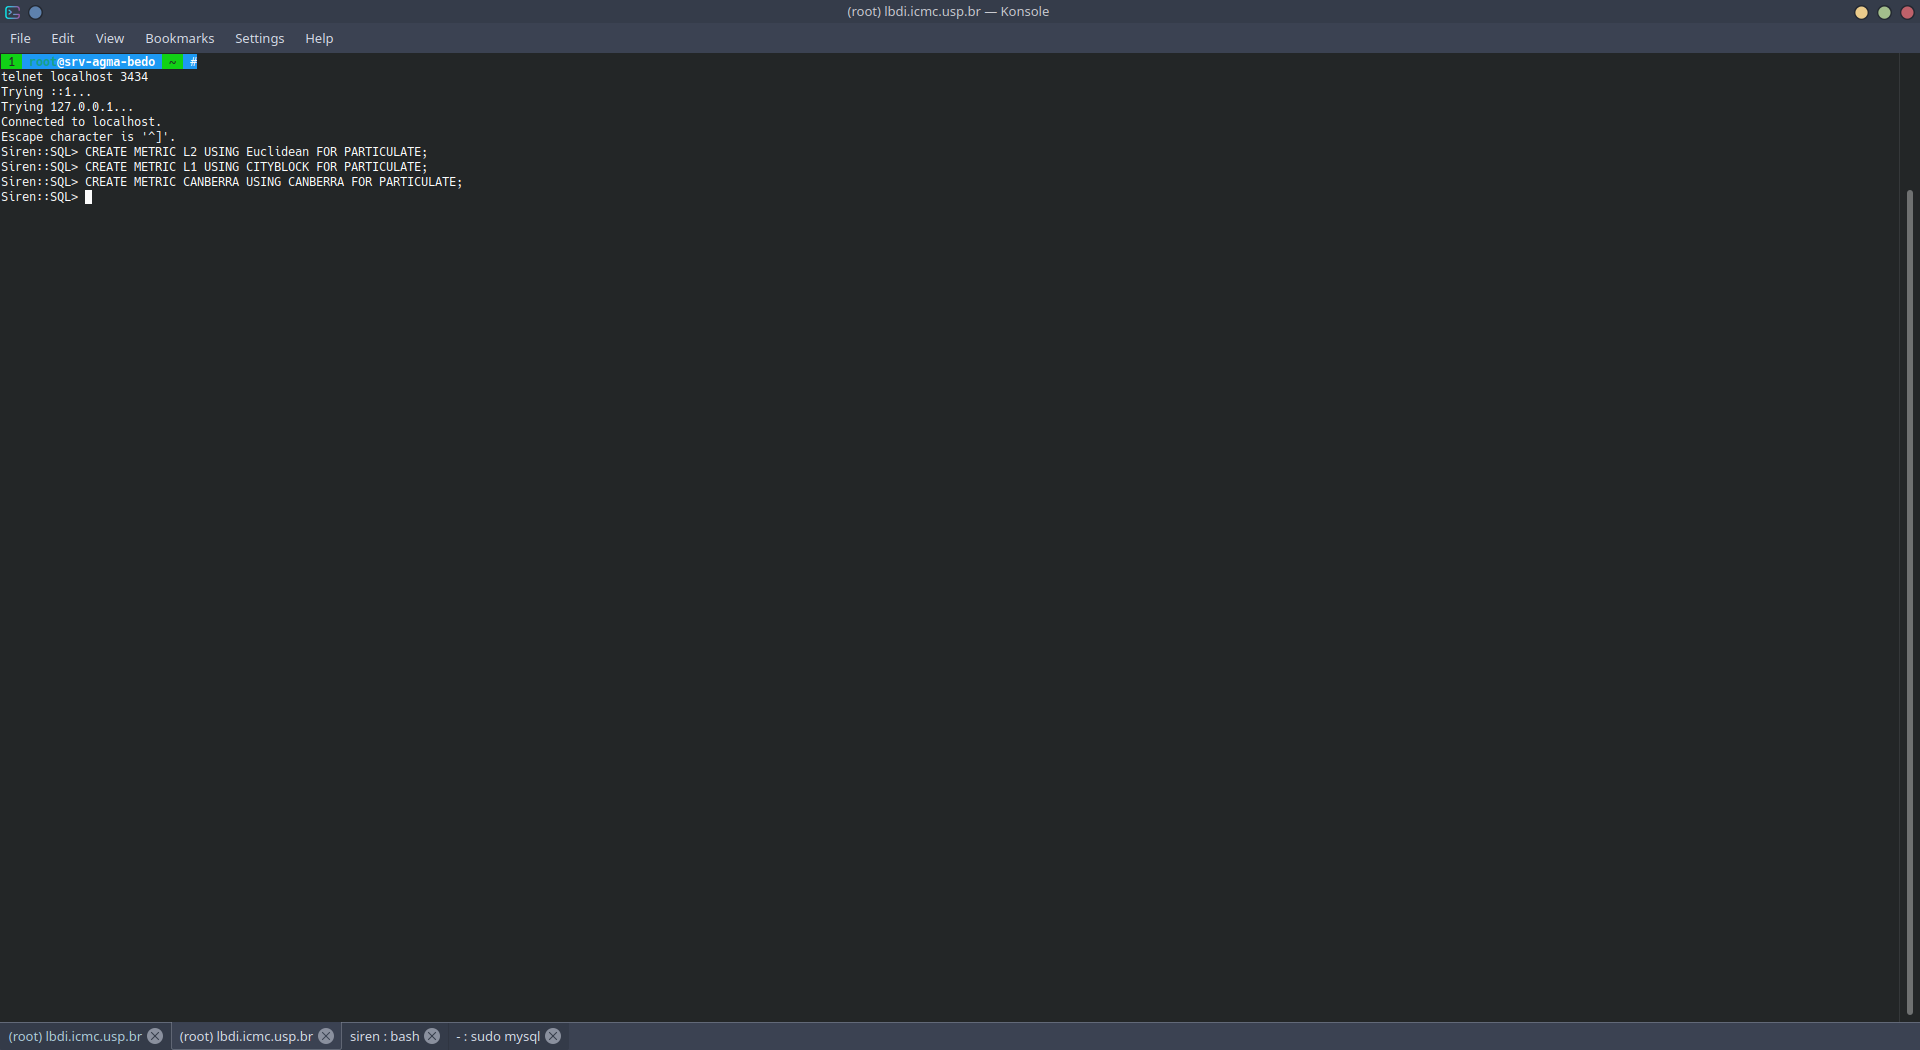 (root) lbdi.icmc.usp.br — Konsole
File Edit View Bookmarks Settings Help
1 root@srv-agma-bedo ~ #
telnet localhost 3434
Trying ::1...
Trying 127.0.0.1...
Connected to localhost.
Escape character is '^]'.
Siren::SQL> CREATE METRIC L2 USING Euclidean FOR PARTICULATE;
Siren::SQL> CREATE METRIC L1 USING CITYBLOCK FOR PARTICULATE;
Siren::SQL> CREATE METRIC CANBERRA USING CANBERRA FOR PARTICULATE;
Siren::SQL>
(root) lbdi.icmc.usp.br (root) lbdi.icmc.usp.br siren : bash - : sudo mysql